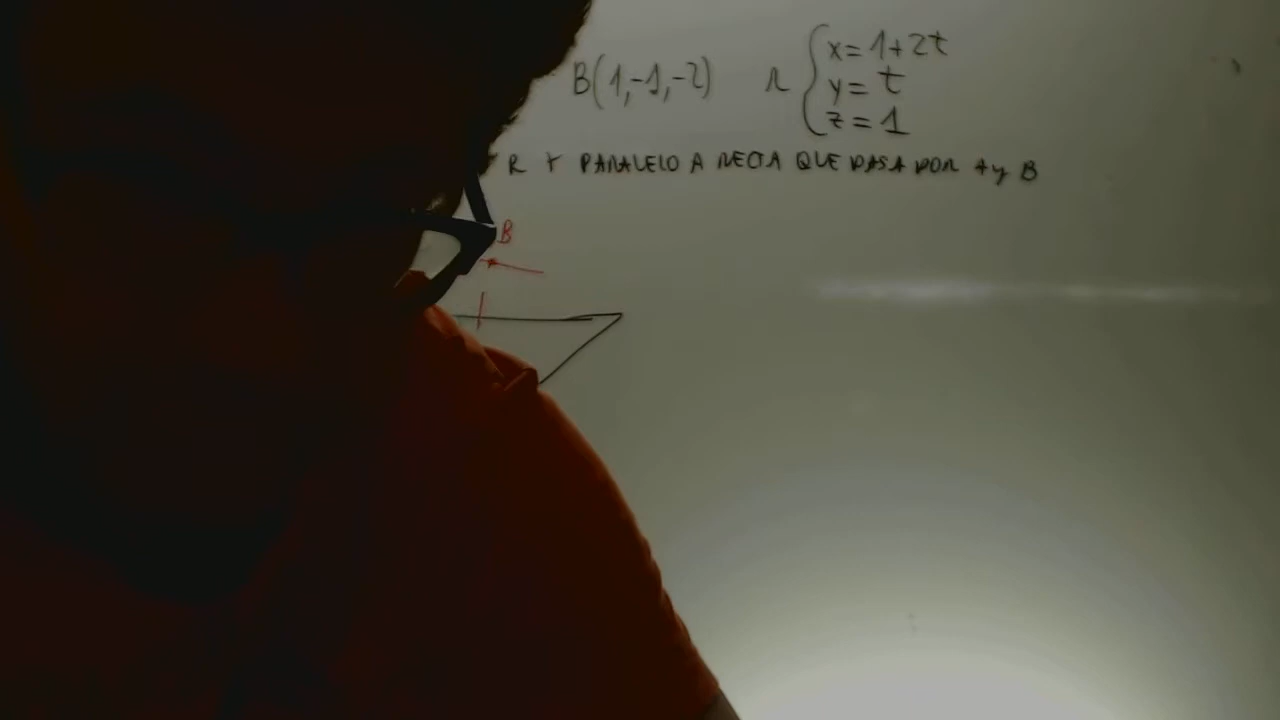 B(1,-1,-2) r { x = 1+2t
y = t
z = 1
R Y PARALELO A RECTA QUE PASA POR A y B
B